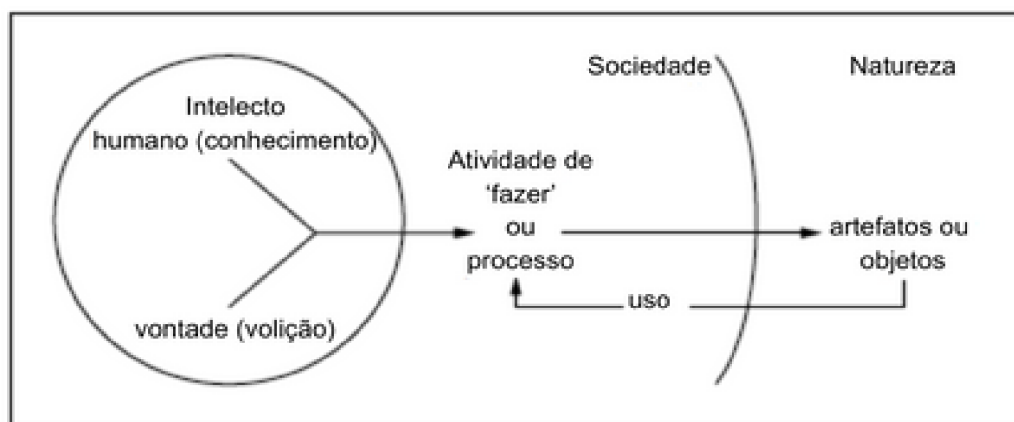 Intelecto
humano (conhecimento)
vontade (volição)
Atividade de
'fazer'
ou
processo
Sociedade
Natureza
artefatos ou
objetos
uso